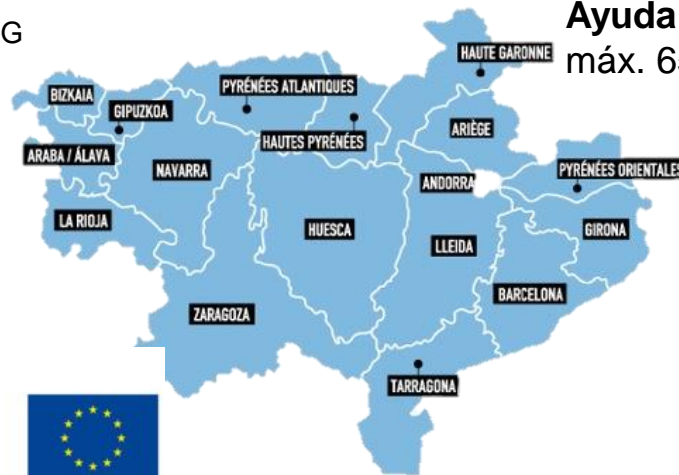 G
Ayuda
máx. 65
HAUTE GARONNE
BIZKAIA
PYRÉNÉES ATLANTIQUES
GIPUZKOA
HAUTES PYRÉNÉES
ARIÈGE
ARABA / ÁLAVA
NAVARRA
ANDORRA
PYRÉNÉES ORIENTALES
LA RIOJA
HUESCA
LLEIDA
GIRONA
BARCELONA
ZARAGOZA
TARRAGONA